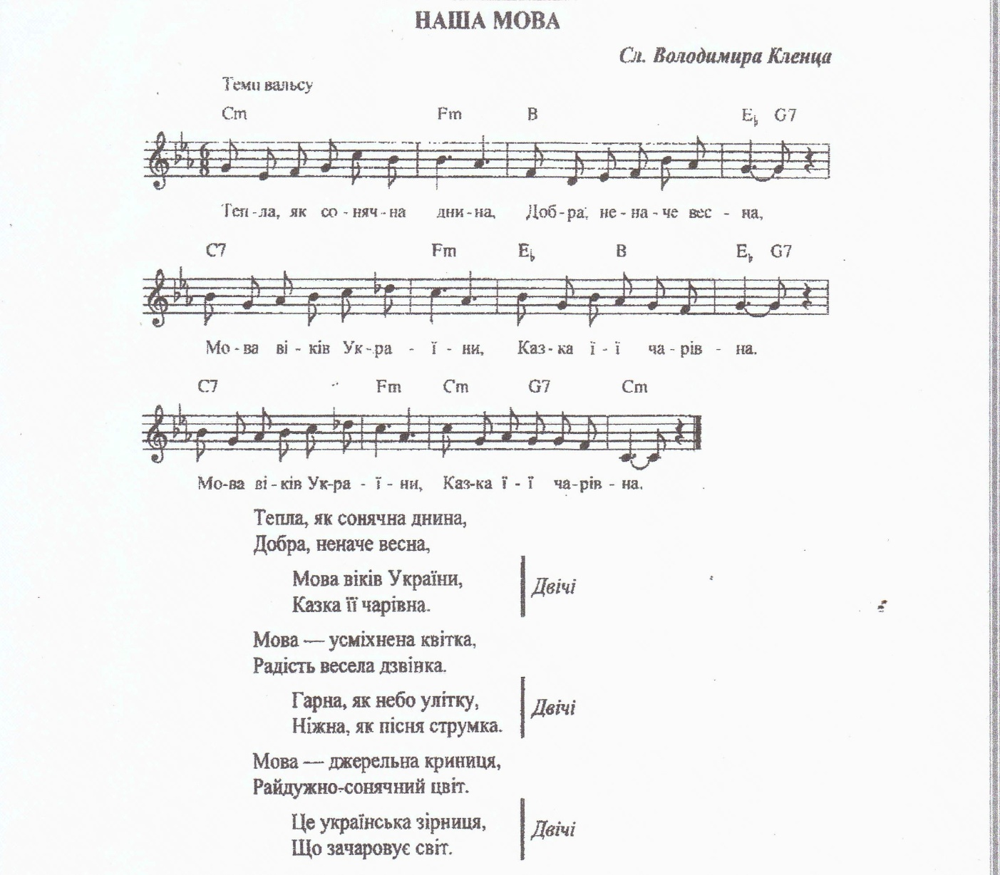 НАША МОВА
Сл. Володимира Кленца
Темп вальсу
Cm Fm B E♭ G7
6
8
Теп-ла, як со-няч-на дни-на, Доб-ра, не-на-че вес-на,
C7 Fm E♭ B E♭ G7
Мо-ва ві-ків Ук-ра-ї-ни, Каз-ка ї-ї ча-рів-на.
C7 Fm Cm G7 Cm
Мо-ва ві-ків Ук-ра-ї-ни, Каз-ка ї-ї ча-рів-на.
Тепла, як сонячна днина,
Добра, неначе весна,
Мова віків України,
Казка її чарівна.
Двічі
Мова — усміхнена квітка,
Радість весела дзвінка.
Гарна, як небо улітку,
Ніжна, як пісня струмка.
Двічі
Мова — джерельна криниця,
Райдужно-сонячний цвіт.
Це українська зірниця,
Що зачаровує світ.
Двічі